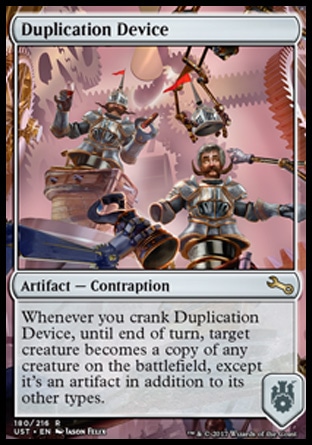 Duplication Device
Artifact — Contraption
Whenever you crank Duplication
Device, until end of turn, target
creature becomes a copy of any
creature on the battlefield, except
it's an artifact in addition to its
other types.
180/216 R
UST • EN Jason Felix
™ & © 2017 Wizards of the Coast